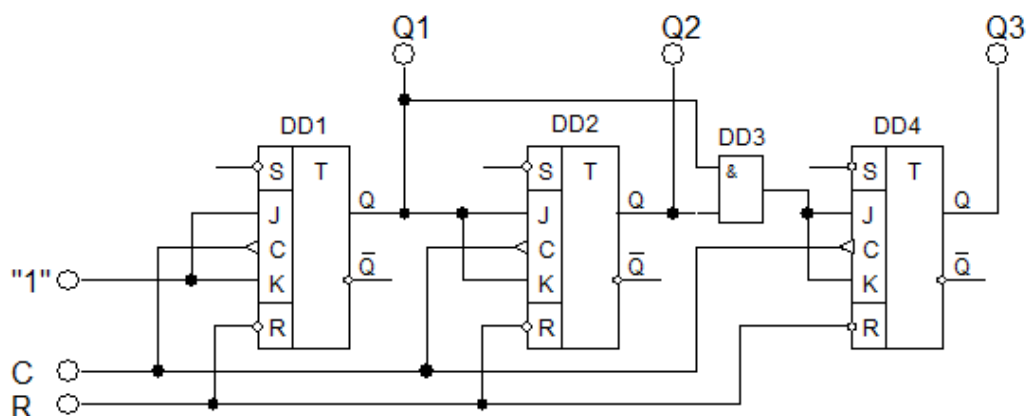 Q1 Q2 Q3
DD1 DD2 DD3 DD4
S T S T & S T
Q Q Q
J J J
C C C
Q̅ Q̅ Q̅
"1" K K K
R R R
C
R